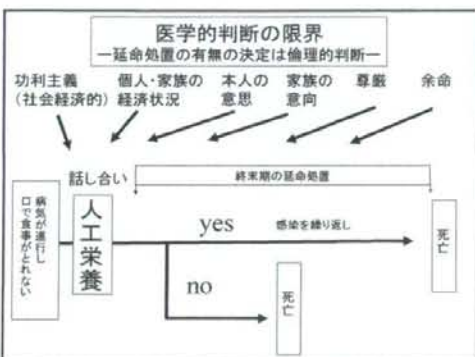 医学的判断の限界
―延命処置の有無の決定は倫理的判断―
功利主義 個人・家族の 本人の 家族の 尊厳 余命
(社会経済的) 経済状況 意思 意向
話し合い 終末期の延命処置
病気が進行し
口で食事がとれない
人工栄養
yes 感染を繰り返し
死亡
no
死亡